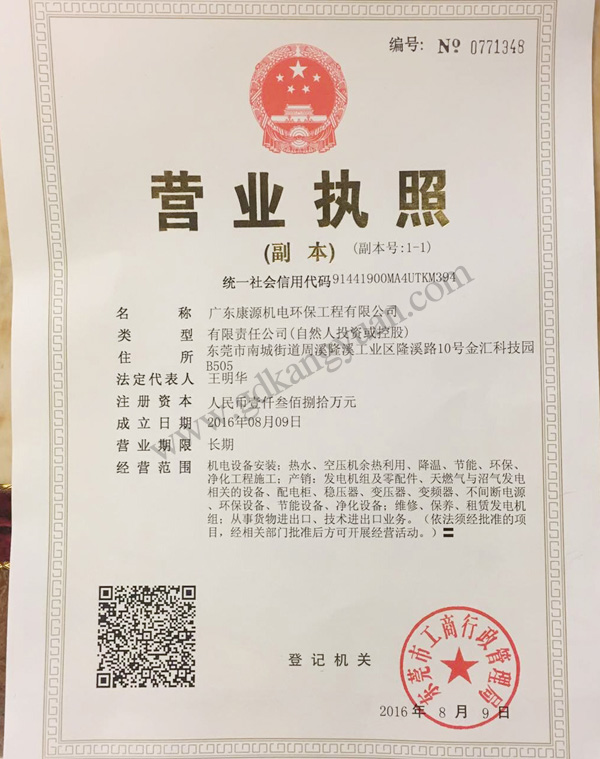 编号: Nº 0771348
营业执照
(副 本) (副本号:1-1)
统一社会信用代码91441900MA4UTKM394
名 称 广东康源机电环保工程有限公司
类 型 有限责任公司(自然人投资或控股)
住 所 东莞市南城街道周溪隆溪工业区隆溪路10号金汇科技园
B505
法定代表人 王明华
注册资本 人民币壹仟叁佰捌拾万元
成立日期 2016年08月09日
营业期限 长期
经营范围 机电设备安装；热水、空压机余热利用、降温、节能、环保、
净化工程施工；产销：发电机组及零配件、天燃气与沼气发电
相关的设备、配电柜、稳压器、变压器、变频器、不间断电源
、环保设备、节能设备、净化设备；维修、保养、租赁发电机
组；从事货物进出口、技术进出口业务。（依法须经批准的项
目，经相关部门批准后方可开展经营活动。）〓
www.gdkangyuan.com
登记机关
东莞市工商行政管理局
2016年8月9日